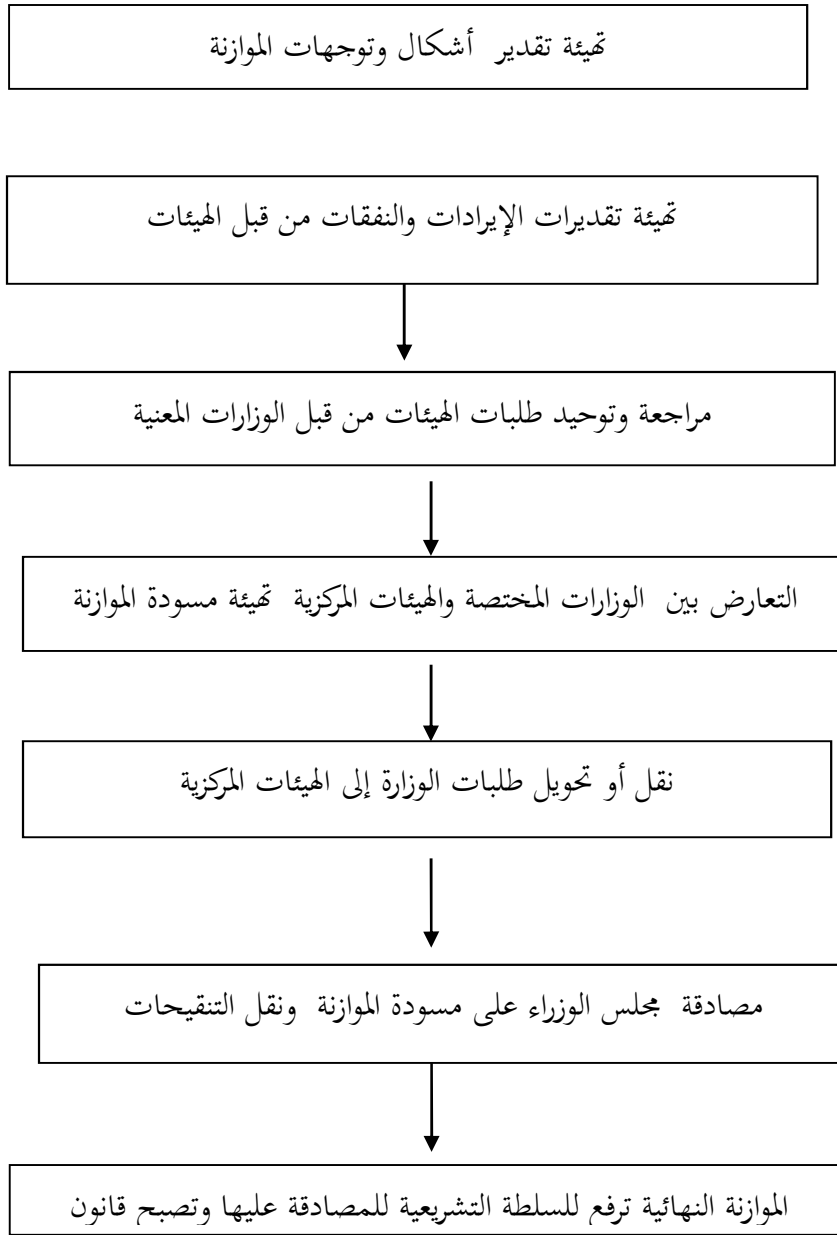 تهيئة تقدير أشكال وتوجهات الموازنة
تهيئة تقديرات الإيرادات والنفقات من قبل الهيئات
مراجعة وتوحيد طلبات الهيئات من قبل الوزارات المعنية
التعارض بين الوزارات المختصة والهيئات المركزية تهيئة مسودة الموازنة
نقل أو تحويل طلبات الوزارة إلى الهيئات المركزية
مصادقة مجلس الوزراء على مسودة الموازنة ونقل التنقيحات
الموازنة النهائية ترفع للسلطة التشريعية للمصادقة عليها وتصبح قانون